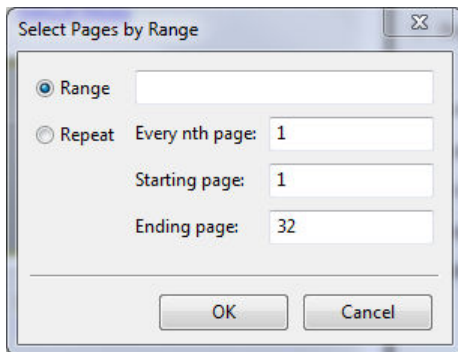 Select Pages by Range
Range
Repeat Every nth page: 1
Starting page: 1
Ending page: 32
OK Cancel